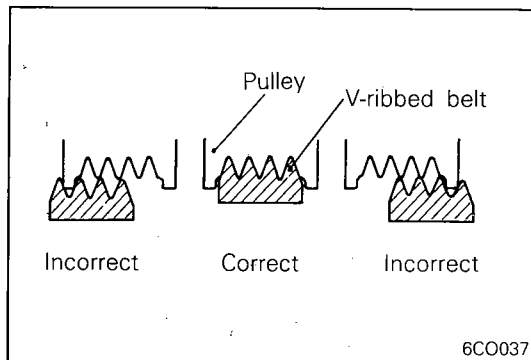 Pulley
V-ribbed belt
Incorrect
Correct
Incorrect
6CO037